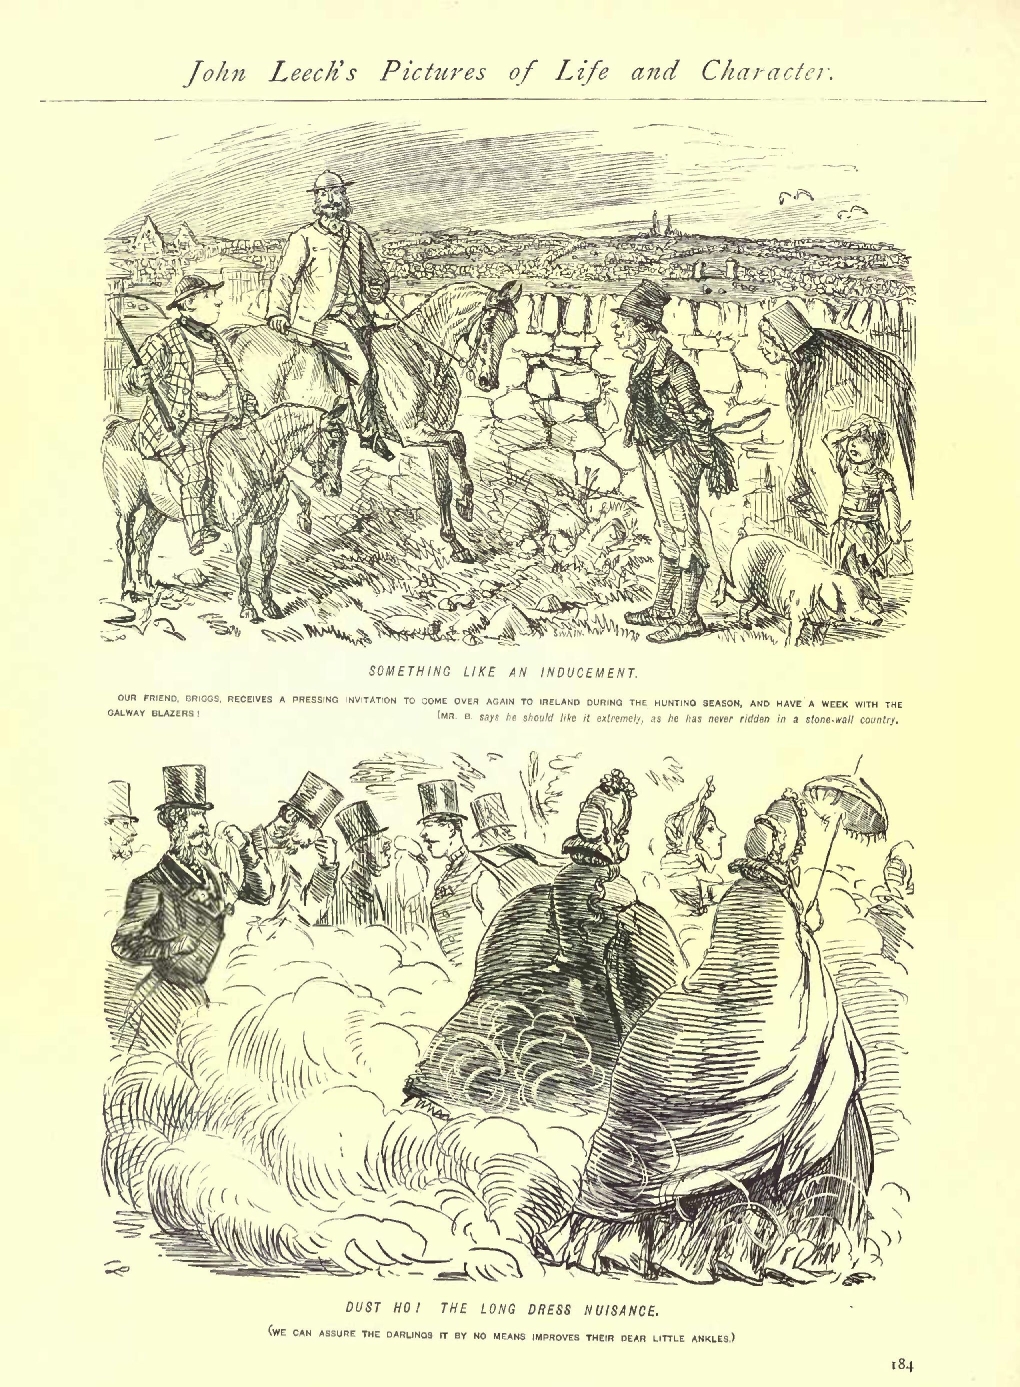 John Leech's Pictures of Life and Character.
SWAIN
SOMETHING LIKE AN INDUCEMENT.
OUR FRIEND, BRIGGS, RECEIVES A PRESSING INVITATION TO COME OVER AGAIN TO IRELAND DURING THE HUNTING SEASON, AND HAVE A WEEK WITH THE
GALWAY BLAZERS! [MR. B. says he should like it extremely, as he has never ridden in a stone-wall country.
DUST HO! THE LONG DRESS NUISANCE.
(WE CAN ASSURE THE DARLINGS IT BY NO MEANS IMPROVES THEIR DEAR LITTLE ANKLES.)
184